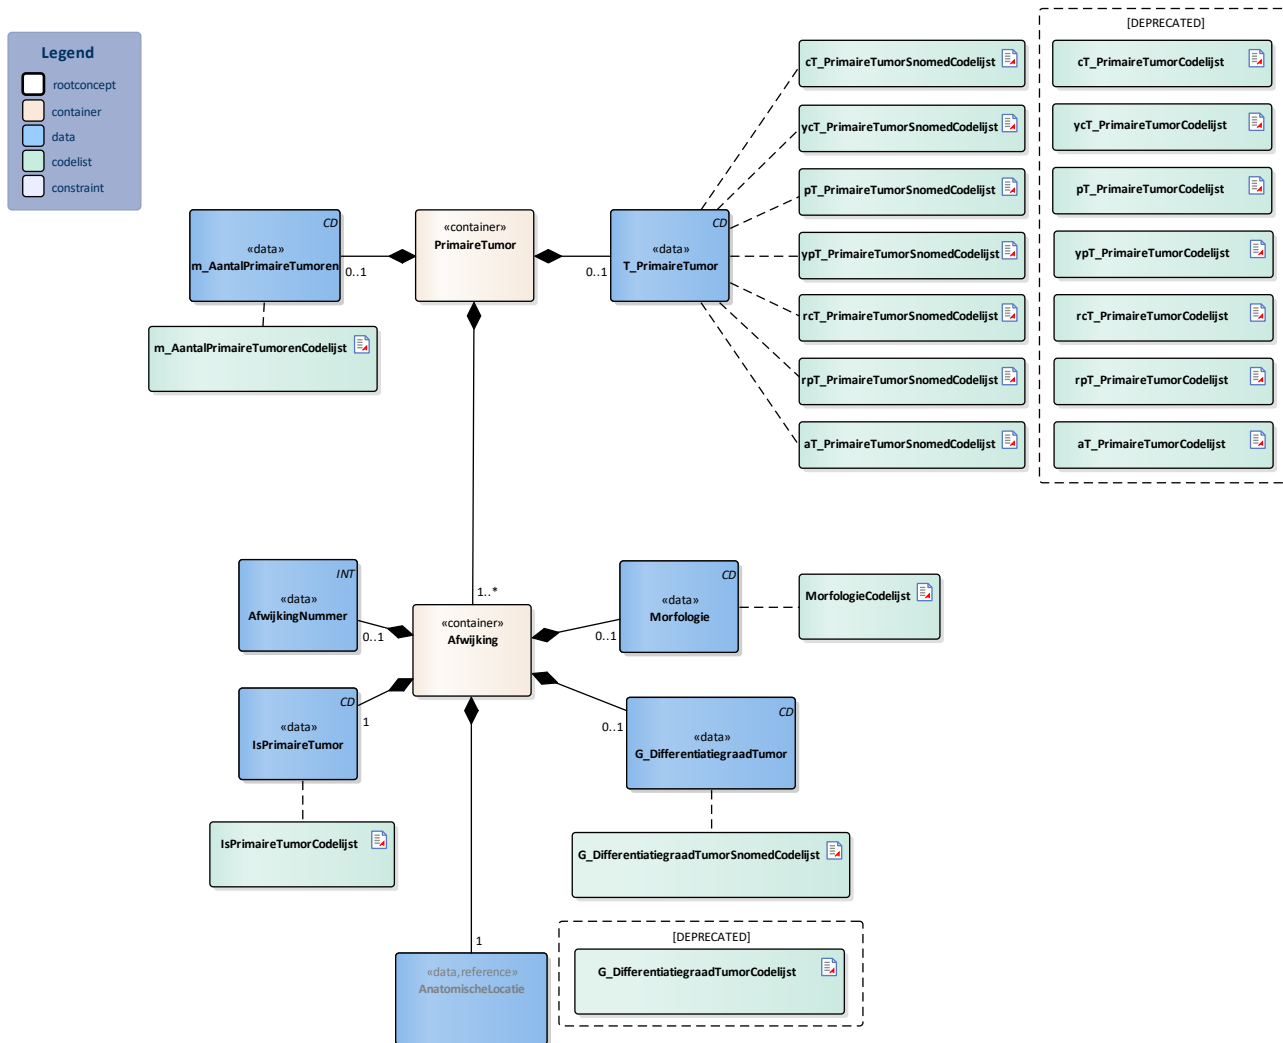 Legend
rootconcept
container
data
codelist
constraint
[DEPRECATED]
cT_PrimaireTumorSnomedCodelijst
cT_PrimaireTumorCodelijst
ycT_PrimaireTumorSnomedCodelijst
ycT_PrimaireTumorCodelijst
pT_PrimaireTumorSnomedCodelijst
pT_PrimaireTumorCodelijst
CD
«data»
m_AantalPrimaireTumoren
0..1
«container»
PrimaireTumor
CD
«data»
T_PrimaireTumor
0..1
ypT_PrimaireTumorSnomedCodelijst
ypT_PrimaireTumorCodelijst
rcT_PrimaireTumorSnomedCodelijst
rcT_PrimaireTumorCodelijst
m_AantalPrimaireTumorenCodelijst
rpT_PrimaireTumorSnomedCodelijst
rpT_PrimaireTumorCodelijst
aT_PrimaireTumorSnomedCodelijst
aT_PrimaireTumorCodelijst
INT
«data»
AfwijkingNummer
0..1
1..*
«container»
Afwijking
CD
«data»
Morfologie
0..1
MorfologieCodelijst
CD
«data»
IsPrimaireTumor
1
CD
«data»
G_DifferentiatiegraadTumor
0..1
IsPrimaireTumorCodelijst
G_DifferentiatiegraadTumorSnomedCodelijst
1
«data,reference»
AnatomischeLocatie
[DEPRECATED]
G_DifferentiatiegraadTumorCodelijst